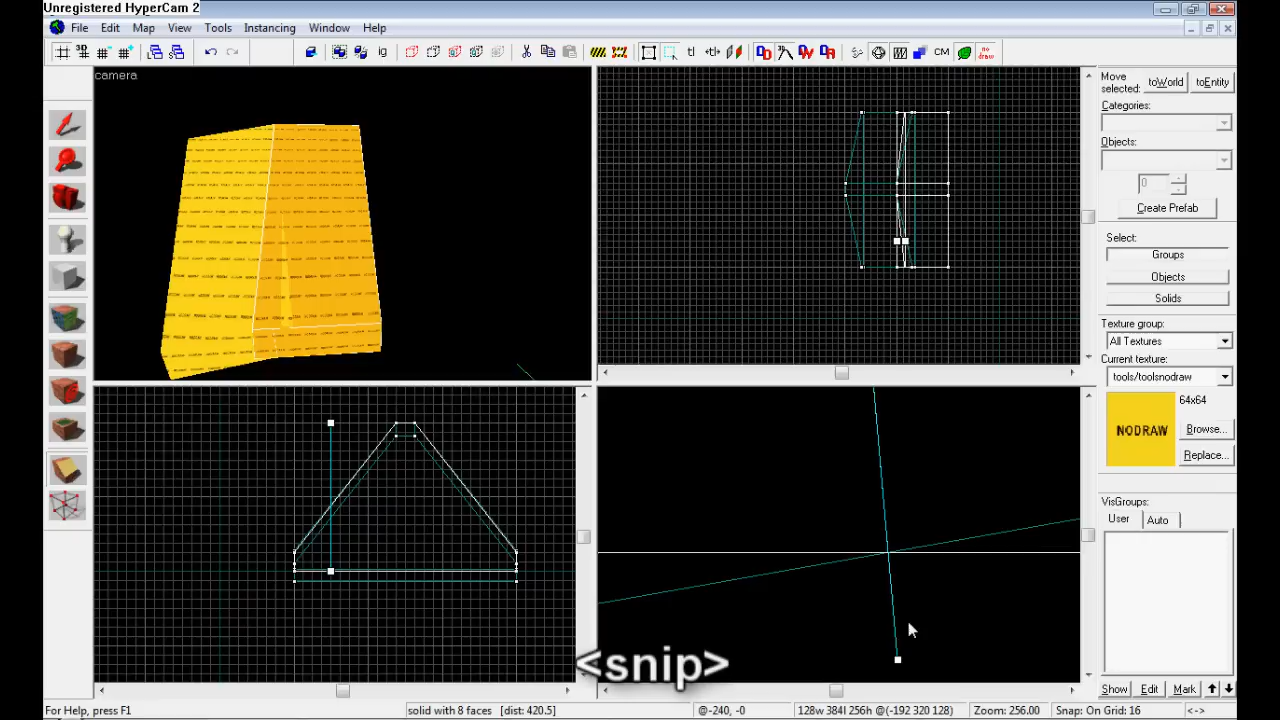 Unregistered HyperCam 2
File Edit Map View Tools Instancing Window Help
camera
Move selected:
toWorld
toEntity
Categories:
Objects:
0
Create Prefab
Select:
Groups
Objects
Solids
Texture group:
All Textures
Current texture:
tools/toolsnodraw
64x64
NODRAW
Browse...
Replace...
VisGroups:
User Auto
Show Edit Mark
<snip>
For Help, press F1
solid with 8 faces [dist: 420.5]
@-240, -0
128w 384l 256h @(-192 320 128)
Zoom: 256.00
Snap: On Grid: 16
<->